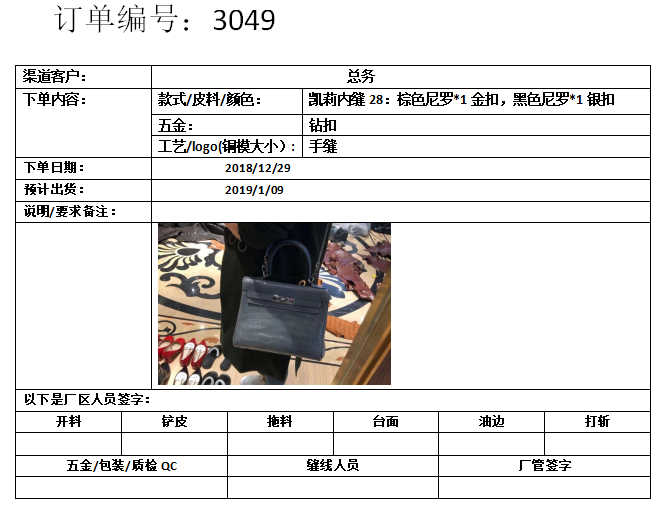 订单编号：3049
渠道客户： 总务
下单内容： 款式/皮料/颜色： 凯莉内缝 28：棕色尼罗*1 金扣，黑色尼罗*1 银扣
五金： 钻扣
工艺/logo(铜模大小）： 手缝
下单日期： 2018/12/29
预计出货： 2019/1/09
说明/要求备注：
以下是厂区人员签字：
开料 铲皮 拖料 台面 油边 打斩
五金/包装/质检 QC 缝线人员 厂管签字